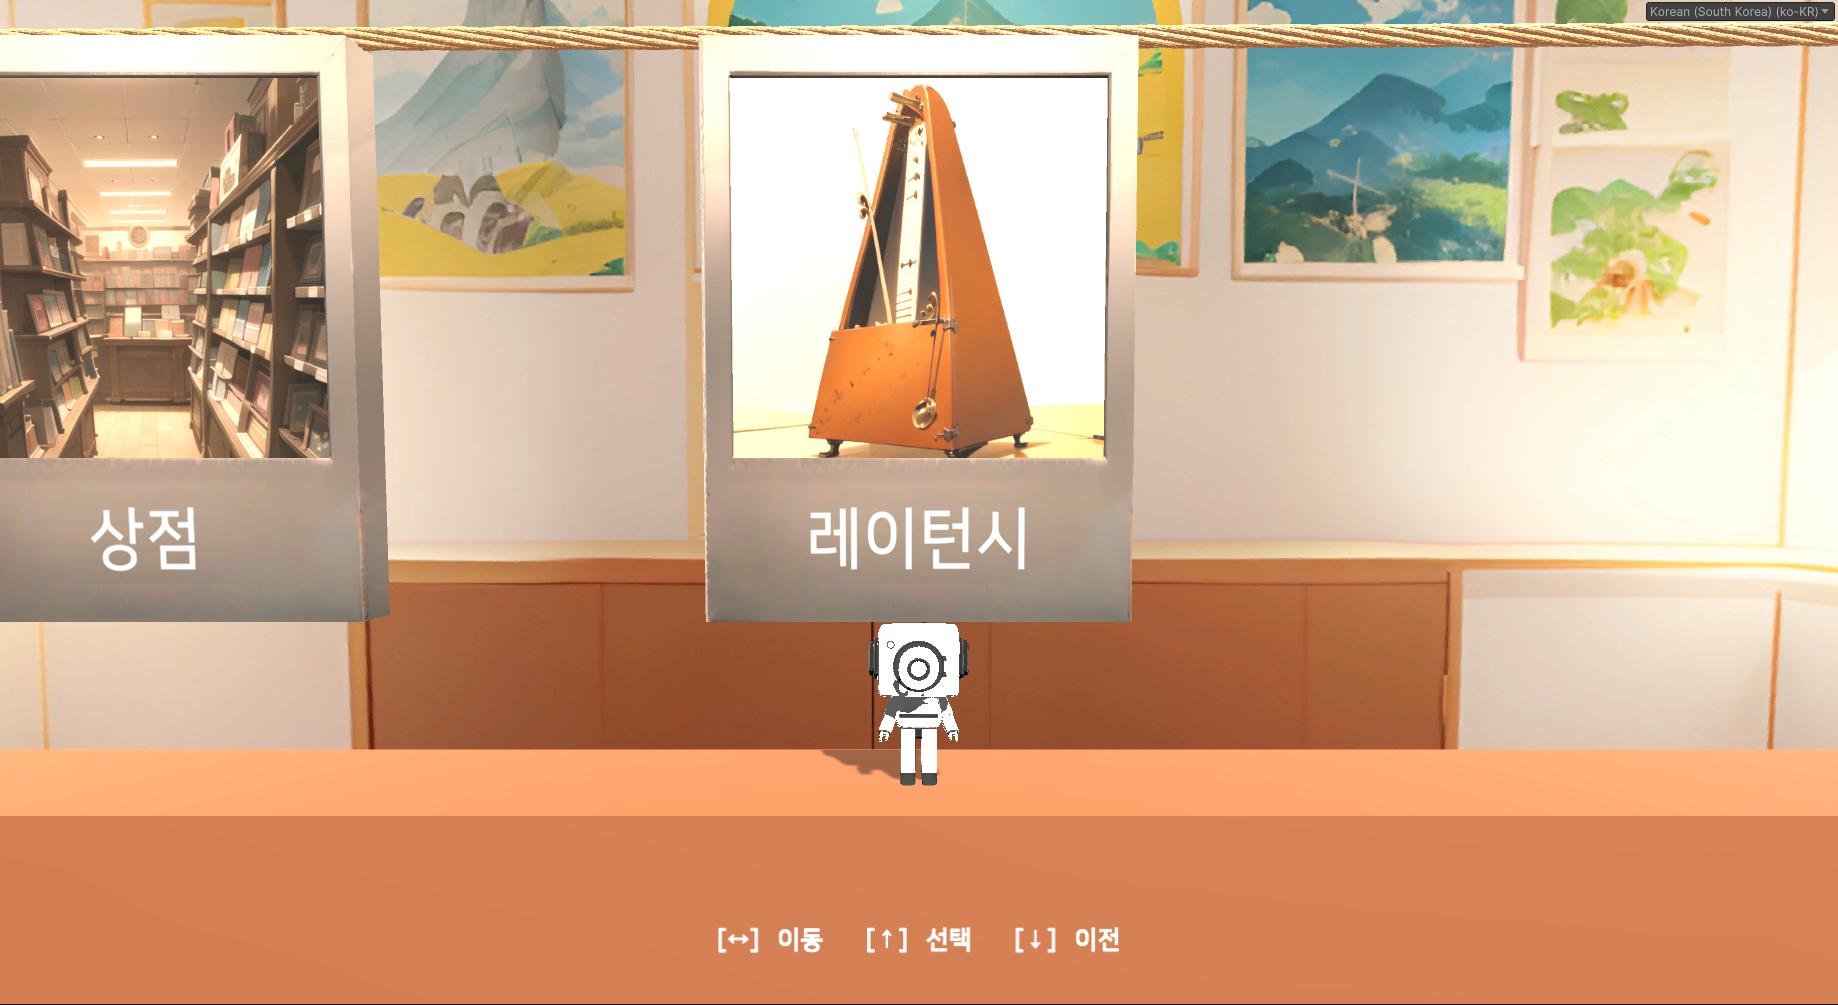 Korean (South Korea) (ko-KR)
상점
레이턴시
[↔] 이동 [↑] 선택 [↓] 이전